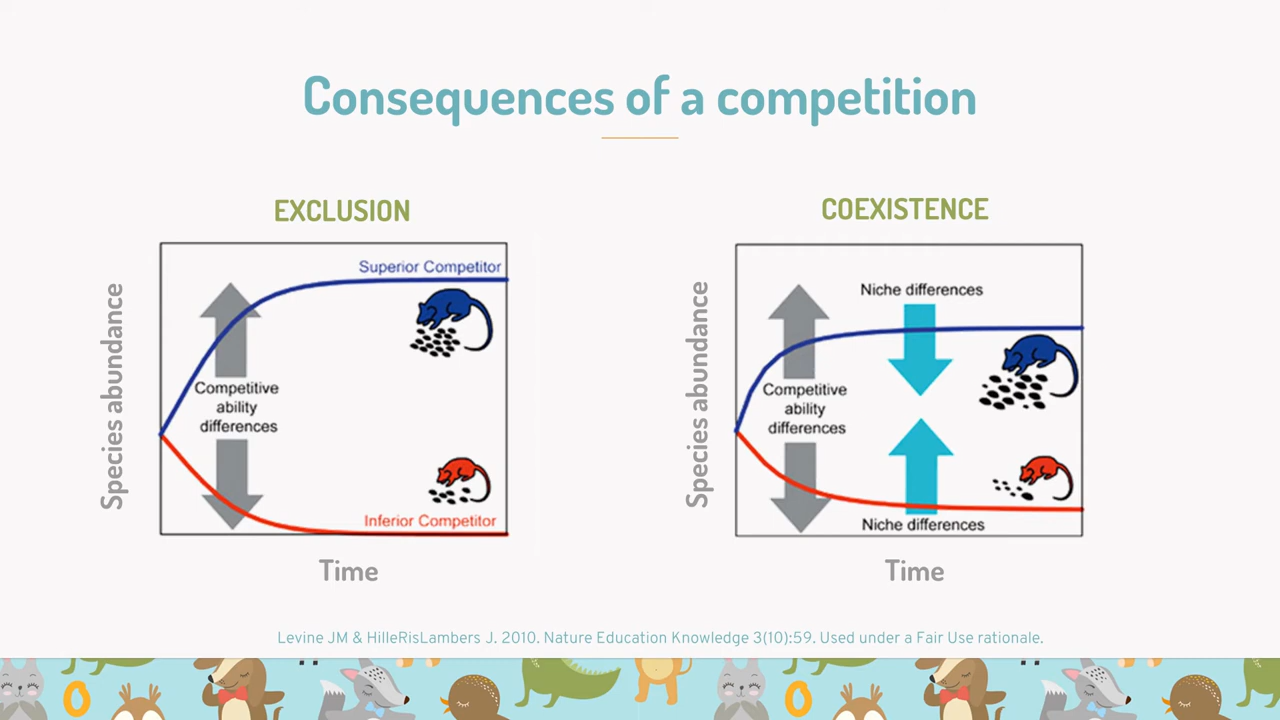 Consequences of a competition
EXCLUSION
Species abundance
Superior Competitor
Competitive
ability
differences
Inferior Competitor
Time
COEXISTENCE
Species abundance
Niche differences
Competitive
ability
differences
Niche differences
Time
Levine JM & HilleRisLambers J. 2010. Nature Education Knowledge 3(10):59. Used under a Fair Use rationale.